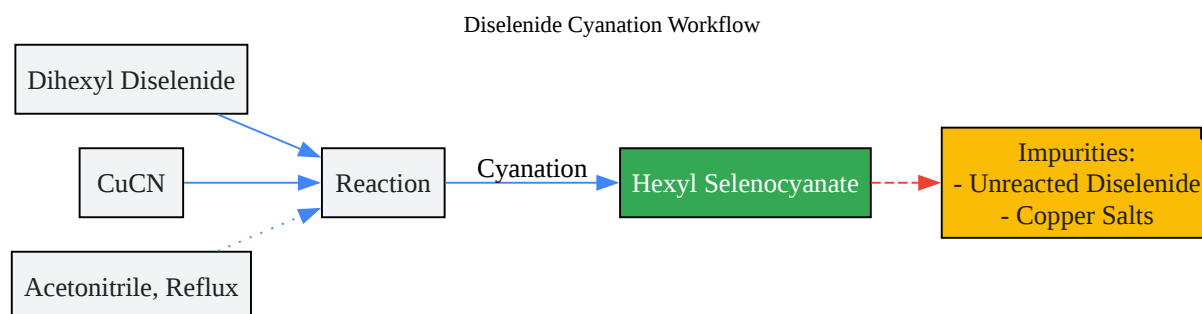 Diselenide Cyanation Workflow
Dihexyl Diselenide
CuCN
Acetonitrile, Reflux
Reaction
Cyanation
Hexyl Selenocyanate
Impurities:
- Unreacted Diselenide
- Copper Salts